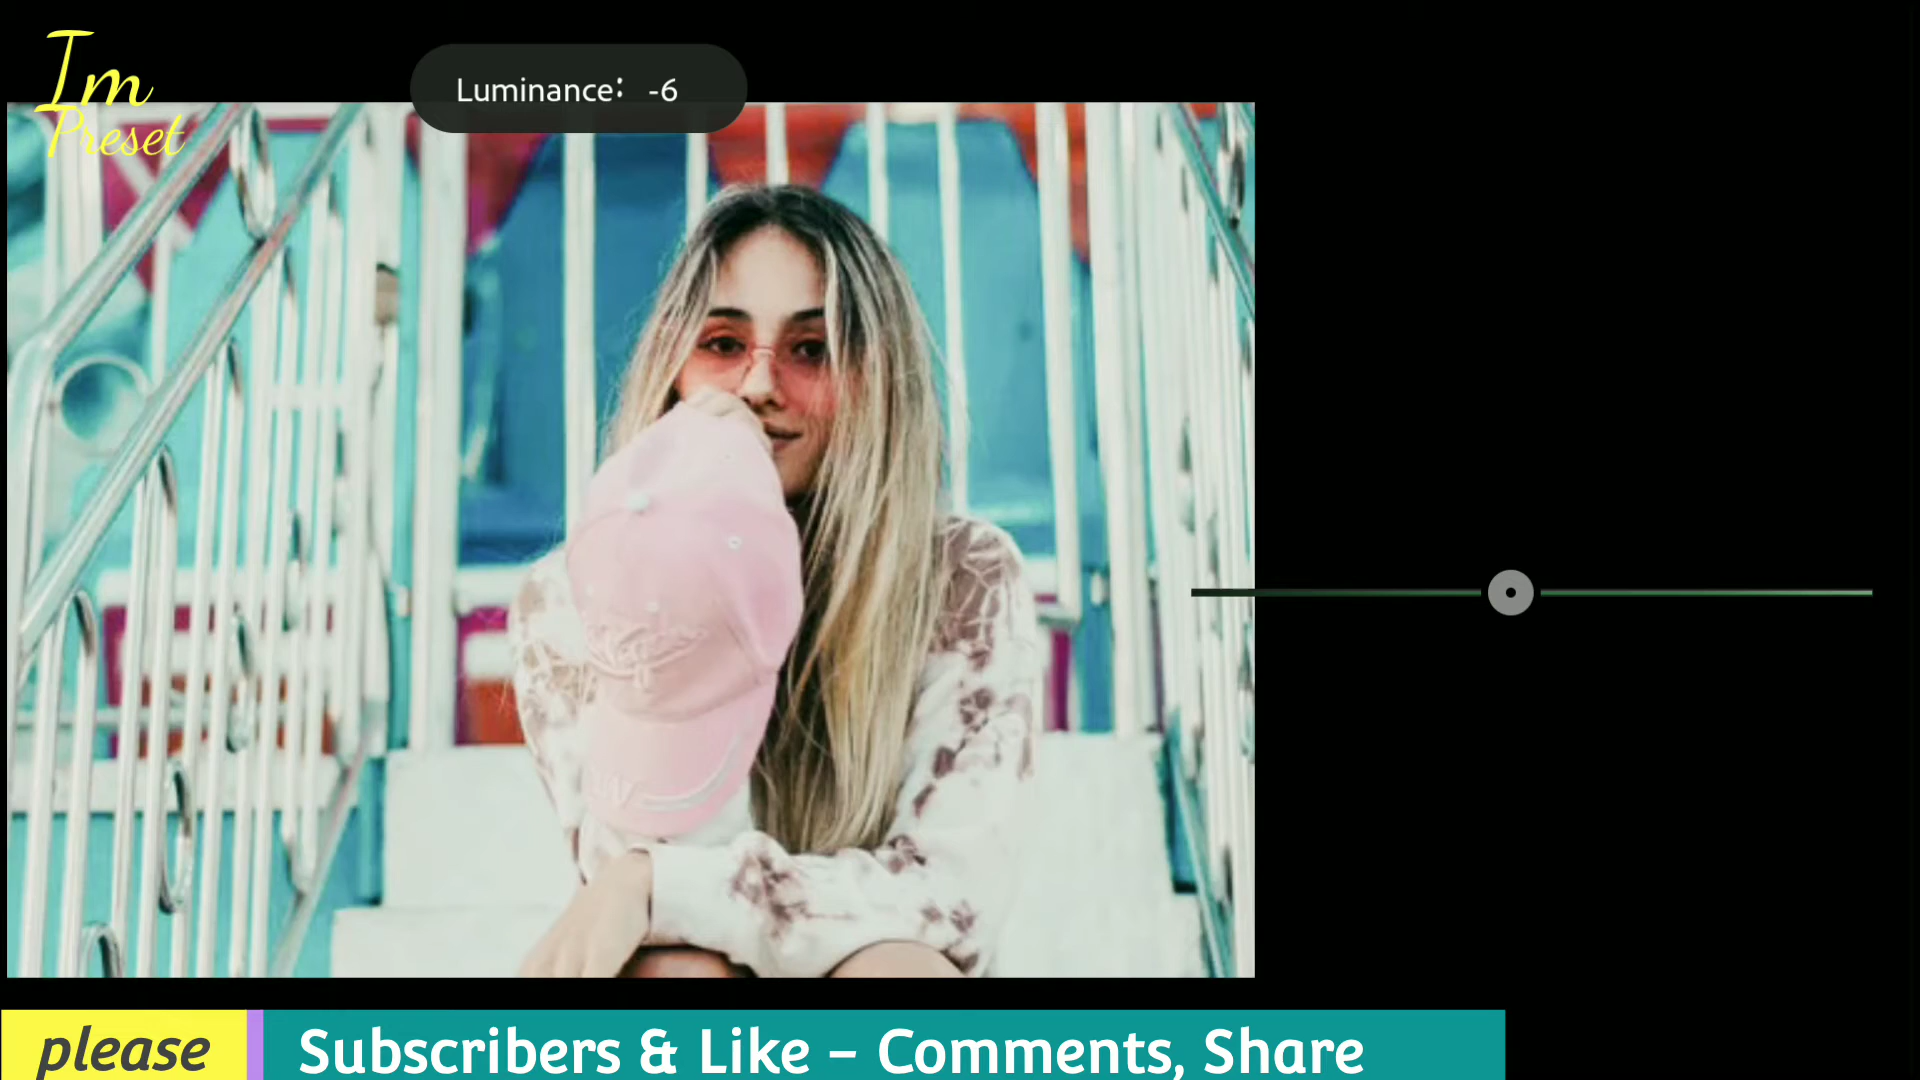 Im
Preset
Luminance: -6
please
Subscribers & Like – Comments, Share